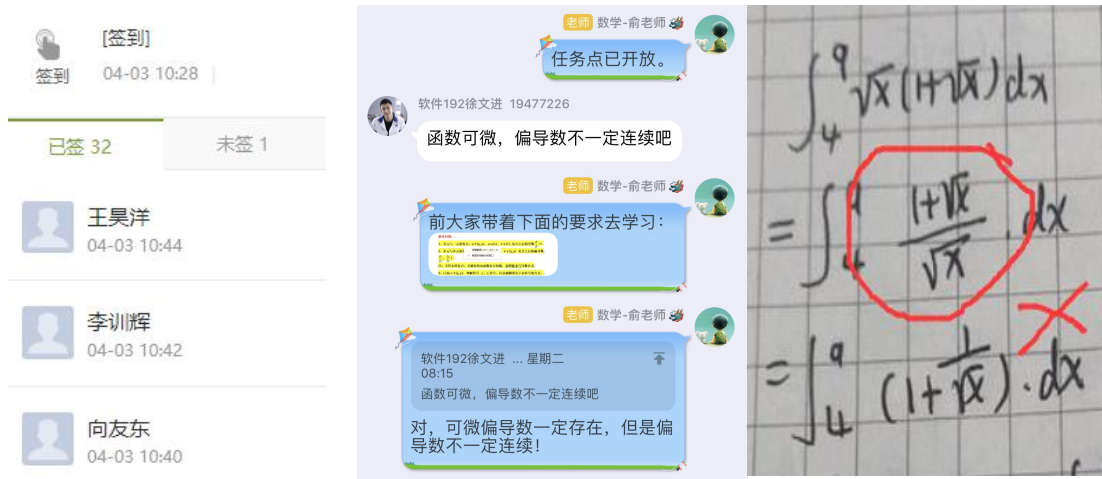 [签到]
签到
04-03 10:28
已签 32
未签 1
王昊洋
04-03 10:44
李训辉
04-03 10:42
向友东
04-03 10:40
老师 数学-俞老师
任务点已开放。
软件192徐文进 19477226
函数可微，偏导数不一定连续吧
老师 数学-俞老师
前大家带着下面的要求去学习：
老师 数学-俞老师
软件192徐文进 ... 星期二
08:15
函数可微，偏导数不一定连续吧
对，可微偏导数一定存在，但是偏
导数不一定连续！
∫₄⁹ √x(1+√x)dx
= ∫₄⁹ (1+√x)/√x · dx
= ∫₄⁹ (1+1/√x)·dx